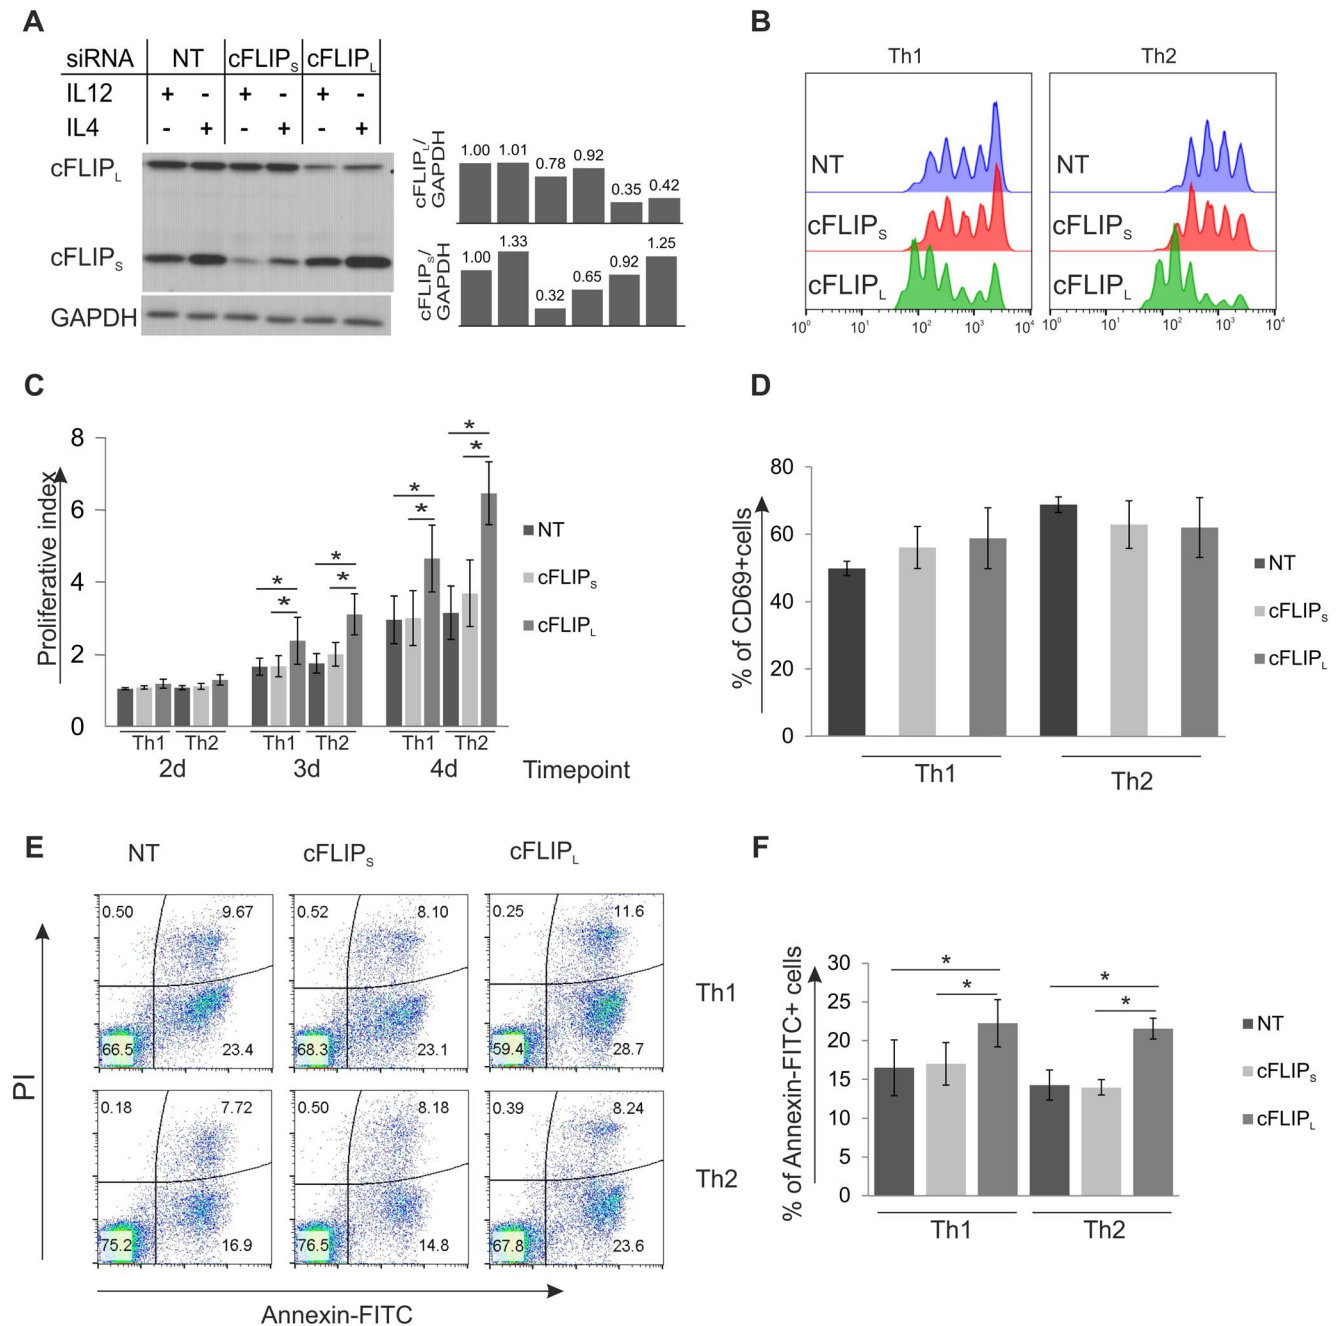 A
siRNA NT cFLIPS cFLIPL
IL12 + - + - + -
IL4 - + - + - +
cFLIPL
cFLIPS
GAPDH
cFLIPL/
GAPDH
1.00 1.01 0.78 0.92 0.35 0.42
cFLIPS/
GAPDH
1.00 1.33 0.32 0.65 0.92 1.25
B
Th1 Th2
NT NT
cFLIPS cFLIPS
cFLIPL cFLIPL
10^0 10^1 10^2 10^3 10^4 10^0 10^1 10^2 10^3 10^4
C
Proliferative index
8
6
4
2
0
* * * * * * * *
NT
cFLIPS
cFLIPL
Th1 Th2 Th1 Th2 Th1 Th2
2d 3d 4d Timepoint
D
% of CD69+cells
80
60
40
20
0
NT
cFLIPS
cFLIPL
Th1 Th2
E
NT cFLIPS cFLIPL
0.50 9.67 0.52 8.10 0.25 11.6
66.5 23.4 68.3 23.1 59.4 28.7
Th1
0.18 7.72 0.50 8.18 0.39 8.24
75.2 16.9 76.5 14.8 67.8 23.6
Th2
PI
Annexin-FITC
F
% of Annexin-FITC+ cells
30
25
20
15
10
5
0
* * * *
NT
cFLIPS
cFLIPL
Th1 Th2